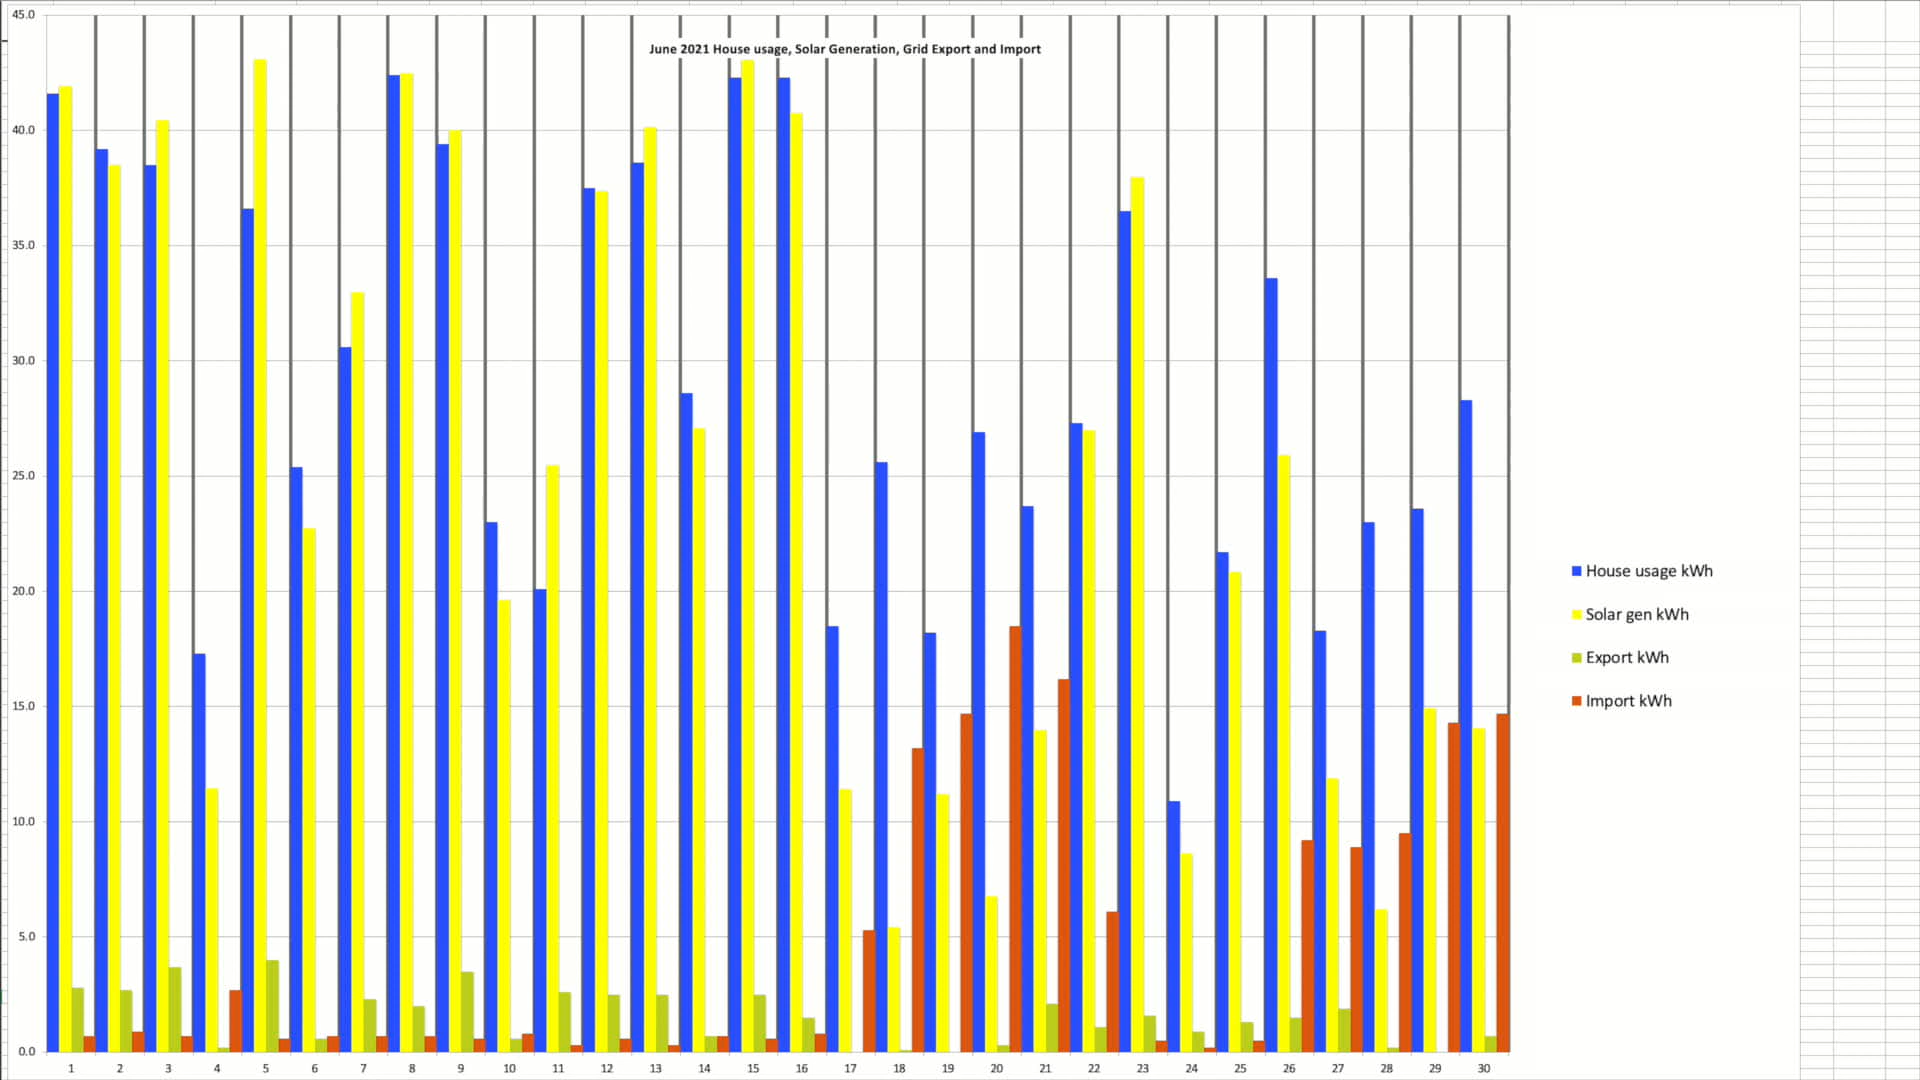 June 2021 House usage, Solar Generation, Grid Export and Import
45.0
40.0
35.0
30.0
25.0
20.0
15.0
10.0
5.0
0.0
1 2 3 4 5 6 7 8 9 10 11 12 13 14 15 16 17 18 19 20 21 22 23 24 25 26 27 28 29 30
House usage kWh
Solar gen kWh
Export kWh
Import kWh